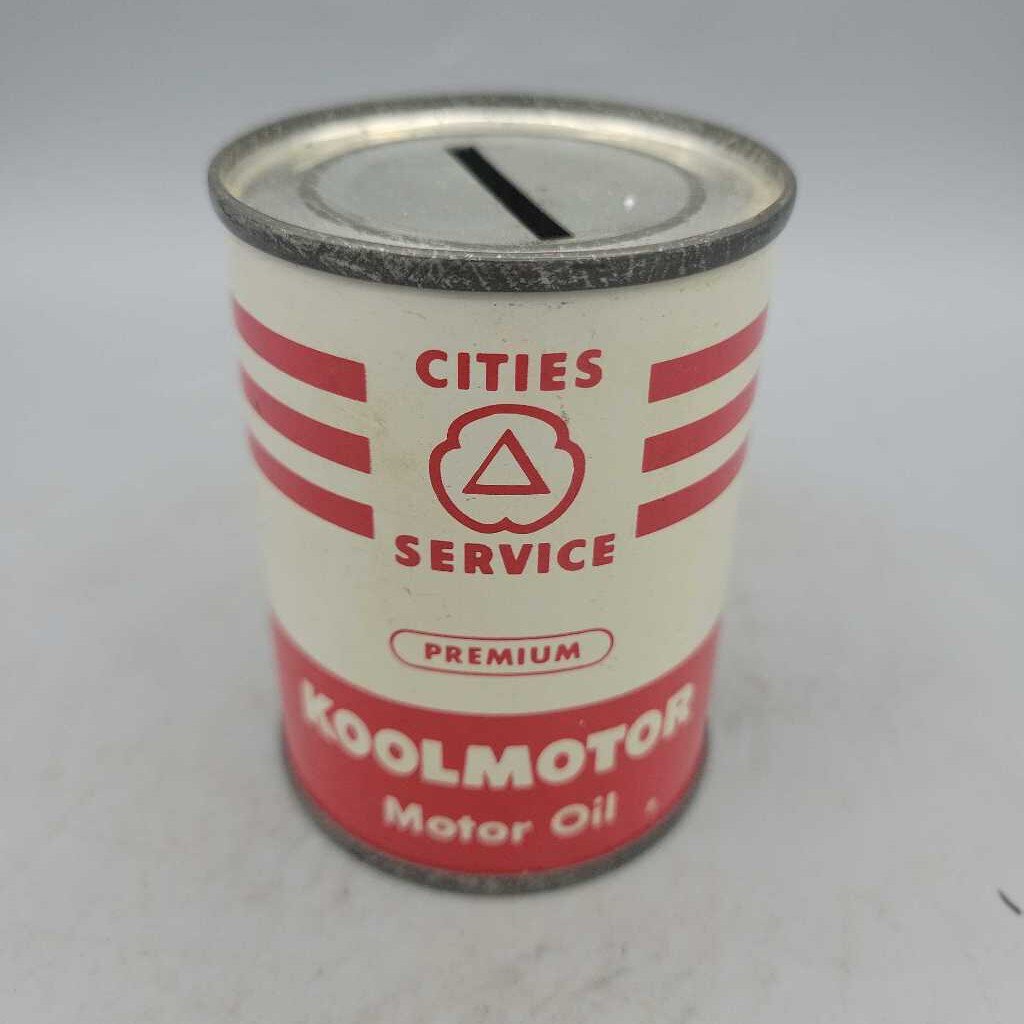 CITIES
SERVICE
PREMIUM
KOOLMOTOR
Motor Oil